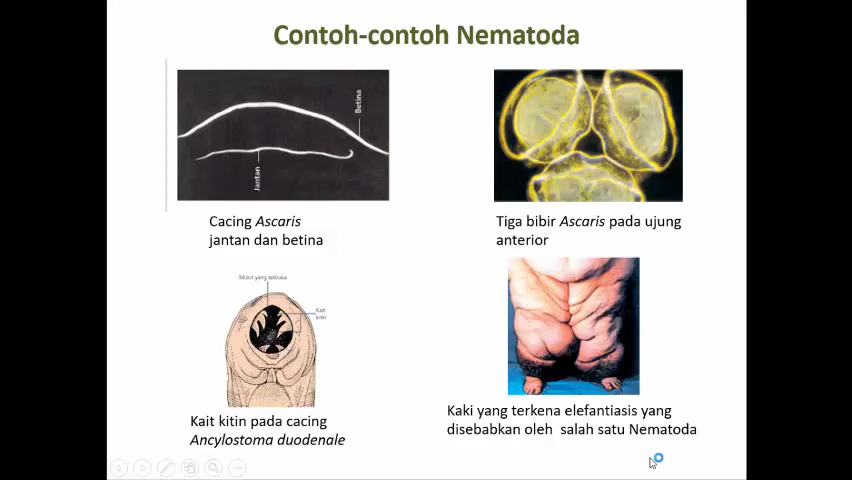 Contoh-contoh Nematoda
Betina
Jantan
Cacing Ascaris
jantan dan betina
Tiga bibir Ascaris pada ujung
anterior
Mulut yang terbuka
Kait
kitin
Kait kitin pada cacing
Ancylostoma duodenale
Kaki yang terkena elefantiasis yang
disebabkan oleh salah satu Nematoda